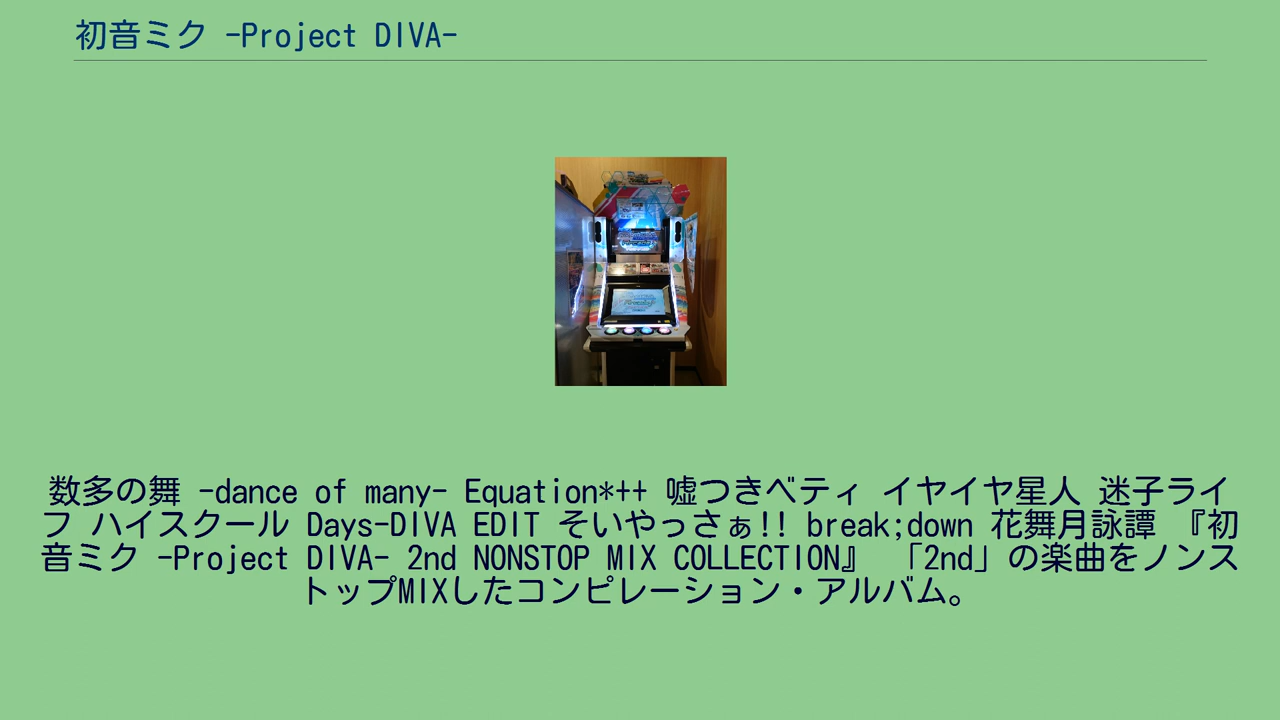 初音ミク -Project DIVA-
数多の舞 -dance of many- Equation*++ 嘘つきベティ イヤイヤ星人 迷子ライ
フ ハイスクール Days-DIVA EDIT そいやっさぁ!! break;down 花舞月詠譚 『初
音ミク -Project DIVA- 2nd NONSTOP MIX COLLECTION』 「2nd」の楽曲をノンス
トップMIXしたコンピレーション・アルバム。